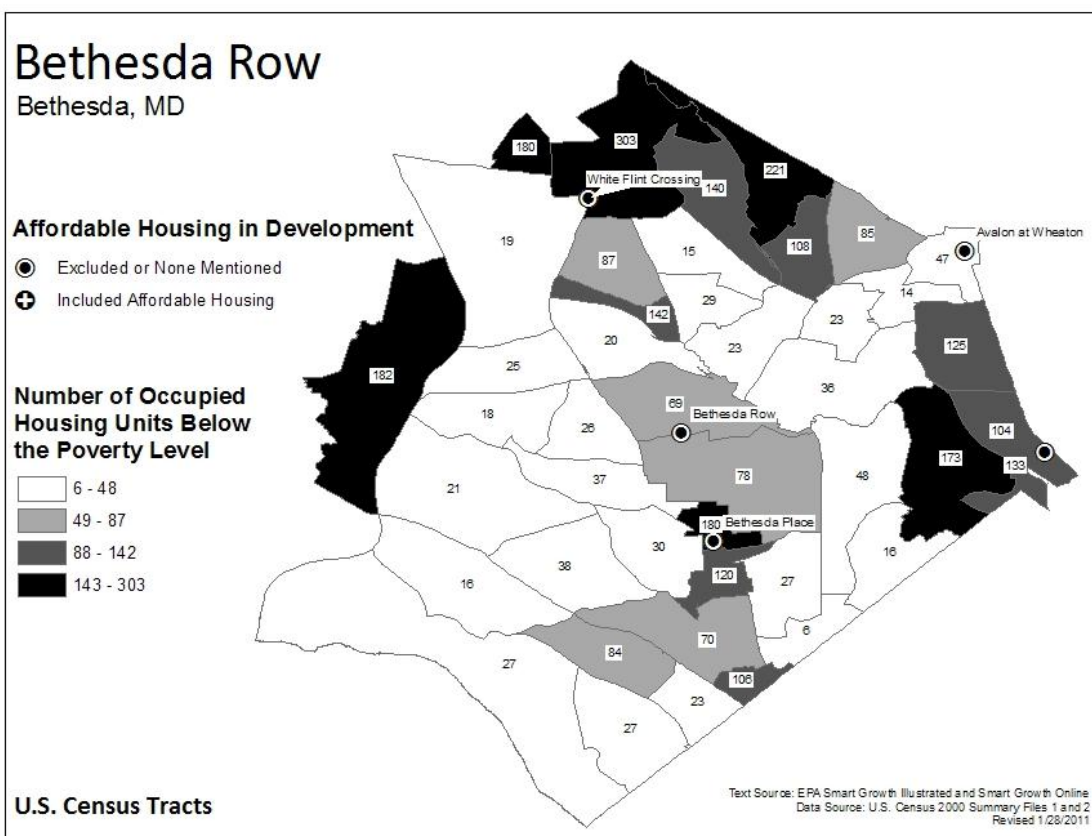 Bethesda Row
Bethesda, MD
Affordable Housing in Development
Excluded or None Mentioned
Included Affordable Housing
Number of Occupied
Housing Units Below
the Poverty Level
6 - 48
49 - 87
88 - 142
143 - 303
U.S. Census Tracts
180
303
White Flint Crossing
140
221
19
87
15
108
85
Avalon at Wheaton
47
142
29
14
20
23
23
125
182
25
36
18
26
69
Bethesda Row
104
21
37
78
48
173
133
180
Bethesda Place
30
16
38
120
27
16
70
6
84
27
106
23
27
Text Source: EPA Smart Growth Illustrated and Smart Growth Online
Data Source: U.S. Census 2000 Summary Files 1 and 2
Revised 1/28/2011